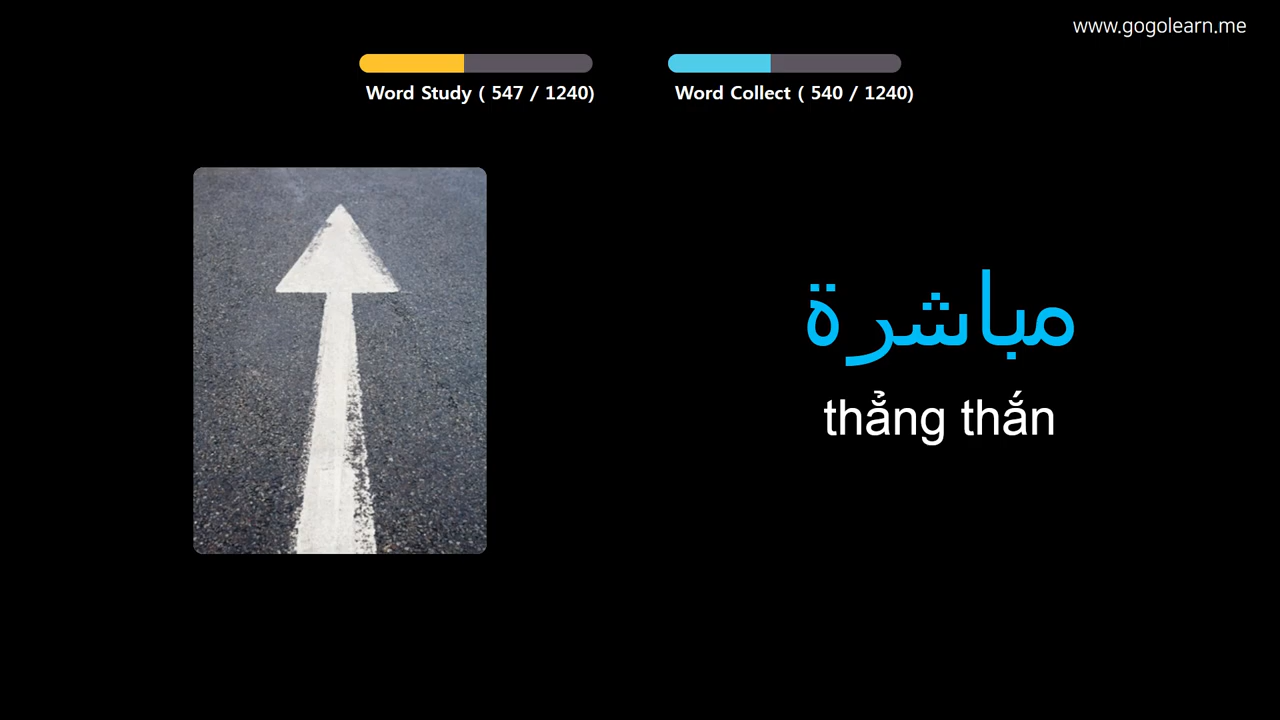 www.gogolearn.me
Word Study ( 547 / 1240)
Word Collect ( 540 / 1240)
مباشرة
thẳng thắn